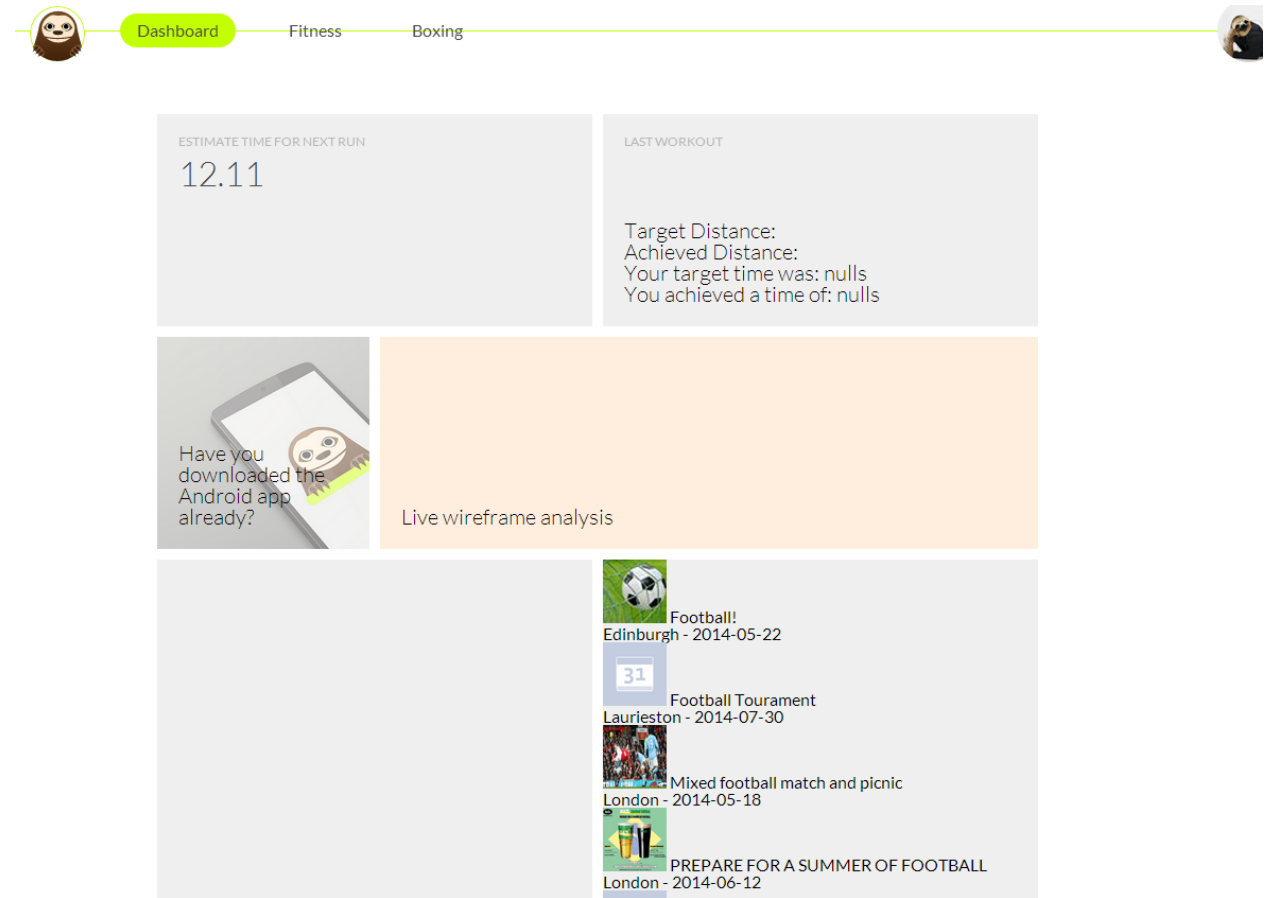 Dashboard
Fitness
Boxing
ESTIMATE TIME FOR NEXT RUN
12.11
LAST WORKOUT
Target Distance:
Achieved Distance:
Your target time was: nulls
You achieved a time of: nulls
Have you
downloaded the
Android app
already?
Live wireframe analysis
Football!
Edinburgh - 2014-05-22
31
Football Tourament
Laurieston - 2014-07-30
Mixed football match and picnic
London - 2014-05-18
PREPARE FOR A SUMMER OF FOOTBALL
London - 2014-06-12